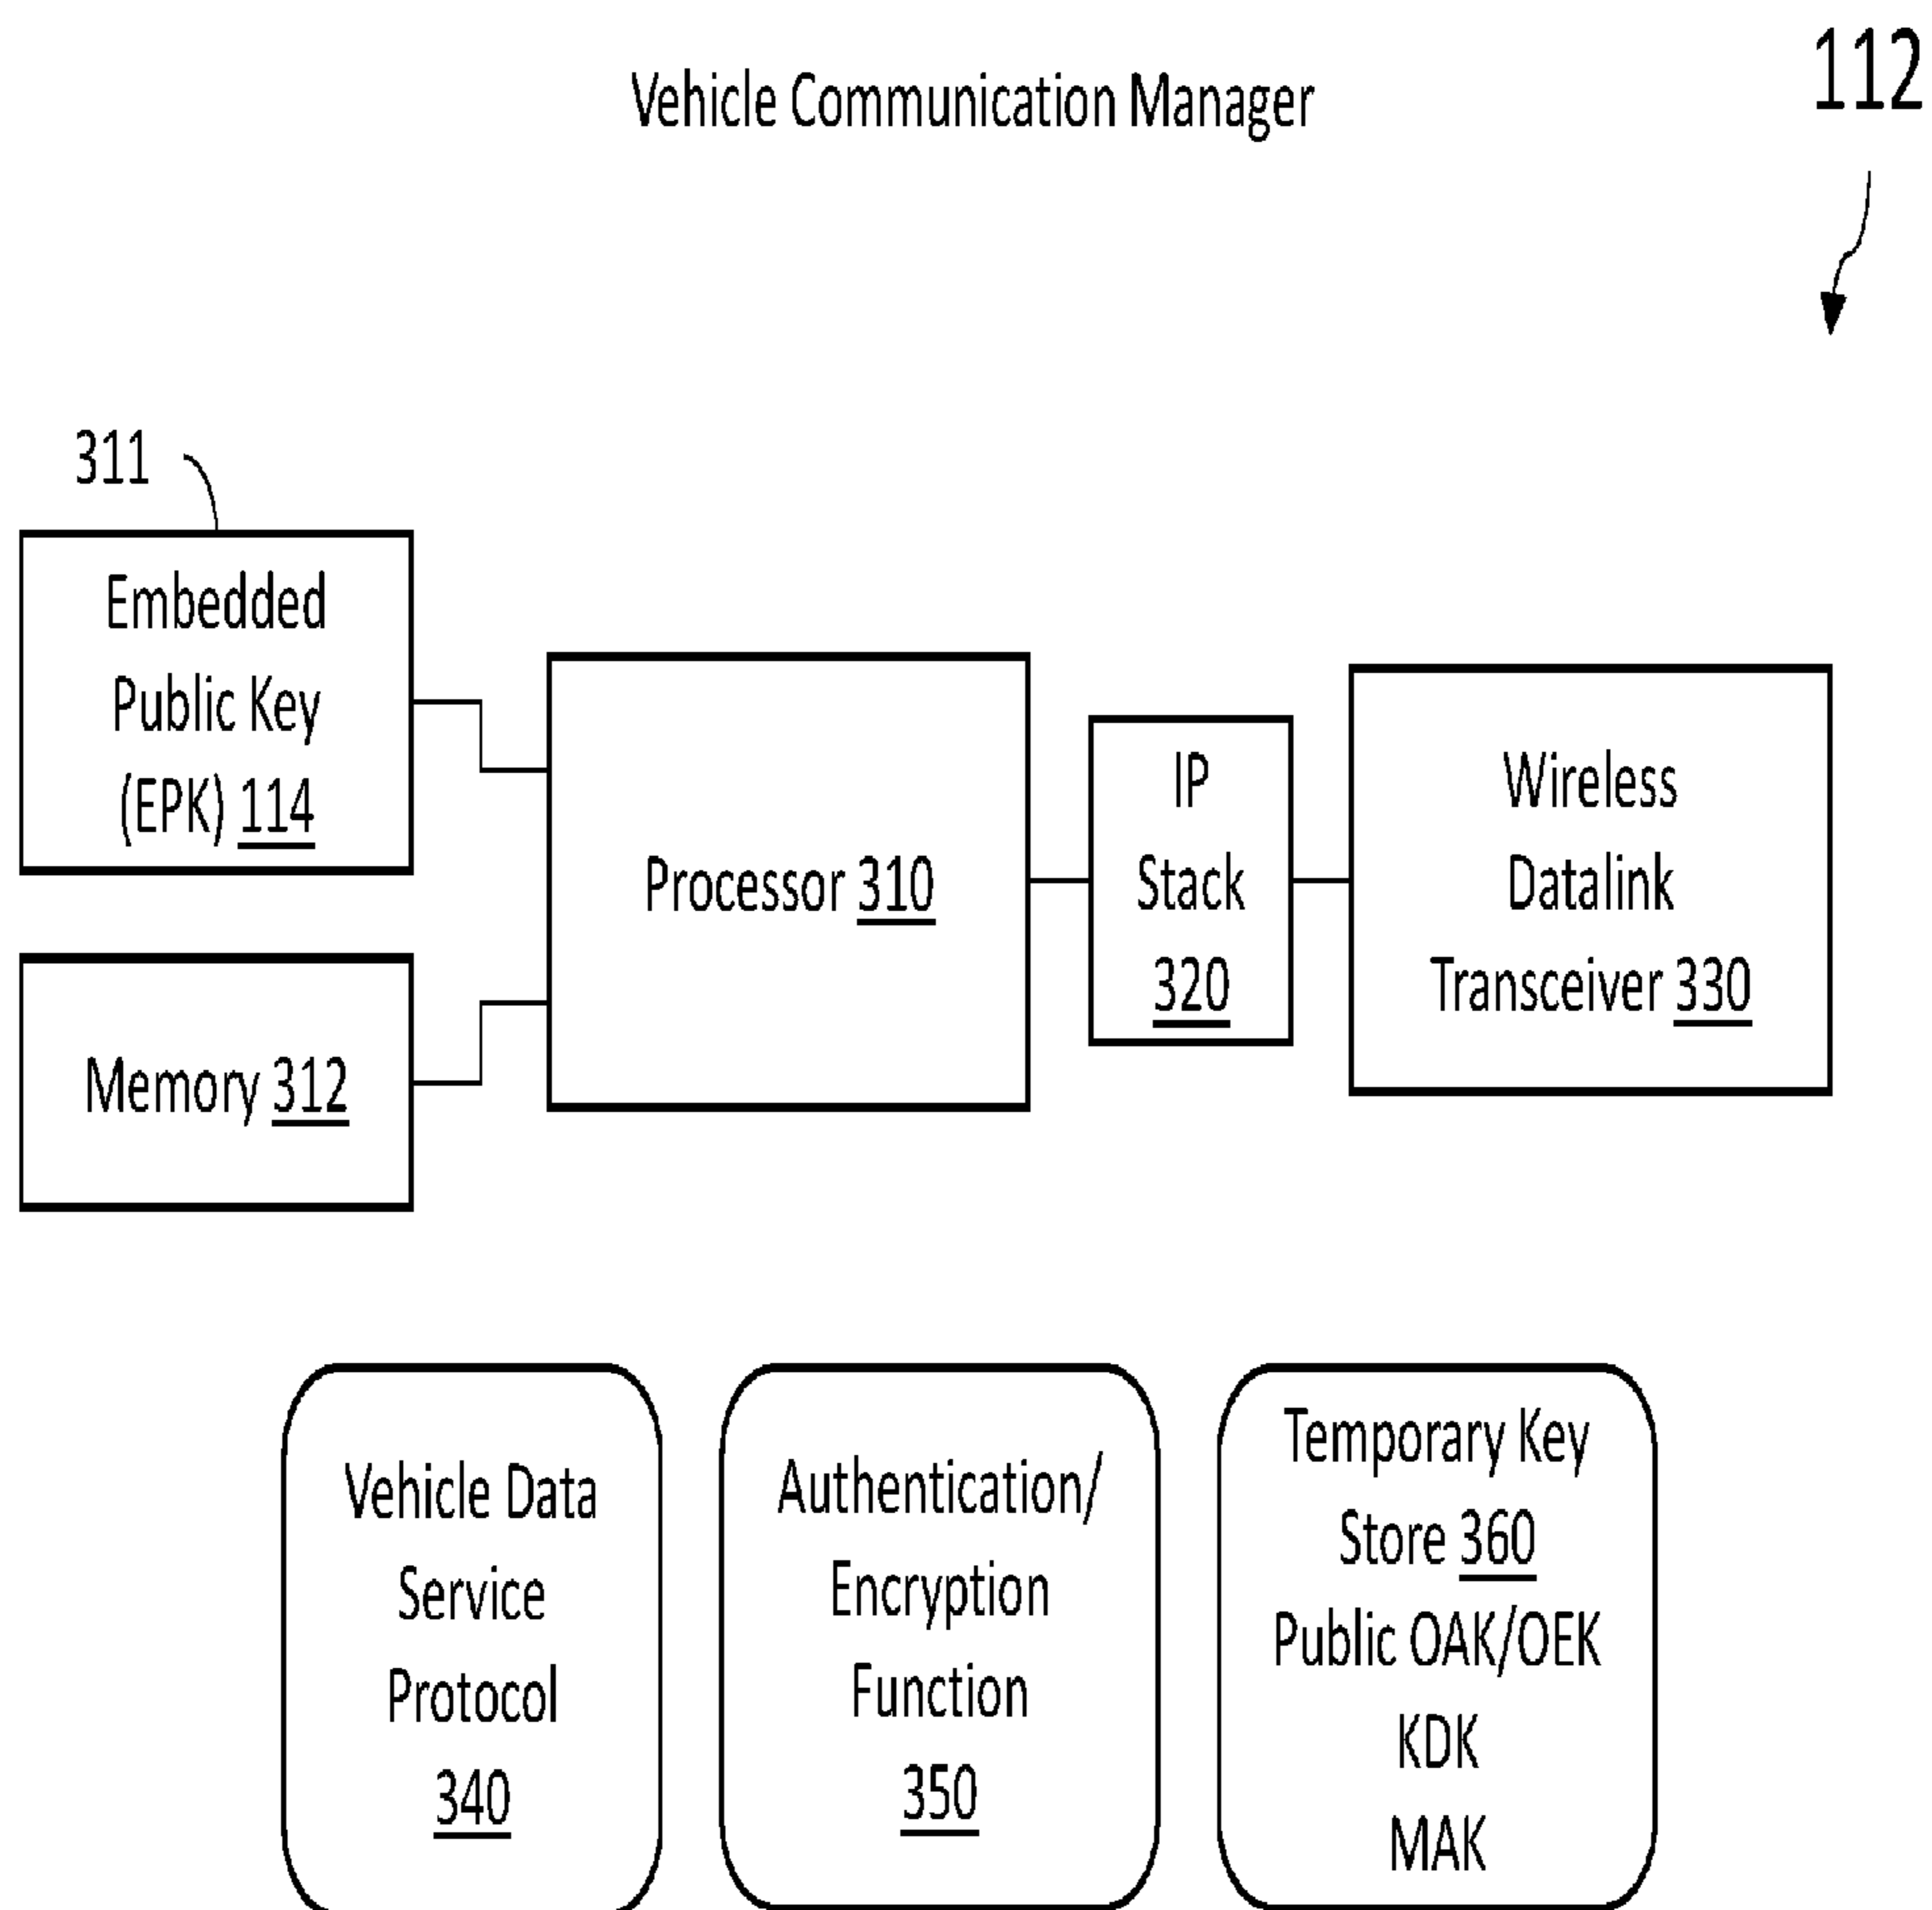 112
Vehicle Communication Manager
311
Embedded
Public Key
(EPK) 114
Memory 312
Processor 310
IP
Stack
320
Wireless
Datalink
Transceiver 330
Vehicle Data
Service
Protocol
340
Authentication/
Encryption
Function
350
Temporary Key
Store 360
Public OAK/OEK
KDK
MAK